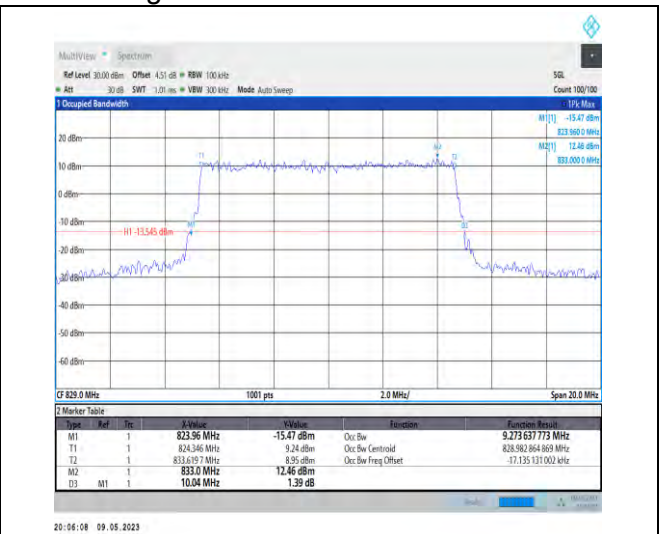 MultiView Spectrum
Ref Level 30.00 dBm Offset 4.51 dB RBW 100 kHz SGL
Att 30 dB SWT 1.01 ms VBW 300 kHz Mode Auto Sweep Count 100/100
1 Occupied Bandwidth 1Pk Max
M1[1] -15.47 dBm
823.960 0 MHz
M2[1] 12.46 dBm
833.000 0 MHz
20 dBm
M2
T1 T2
10 dBm
0 dBm
-10 dBm
M1 D3
H1 -13.545 dBm
-20 dBm
-30 dBm
-40 dBm
-50 dBm
-60 dBm
CF 829.0 MHz 1001 pts 2.0 MHz/ Span 20.0 MHz
2 Marker Table
Type Ref Trc X-Value Y-Value Function Function Result
M1 1 823.96 MHz -15.47 dBm Occ Bw 9.273 637 773 MHz
T1 1 824.346 MHz 9.24 dBm Occ Bw Centroid 828.982 864 869 MHz
T2 1 833.619 7 MHz 8.95 dBm Occ Bw Freq Offset -17.135 131 002 kHz
M2 1 833.0 MHz 12.46 dBm
D3 M1 1 10.04 MHz 1.39 dB
20:06:08 09.05.2023